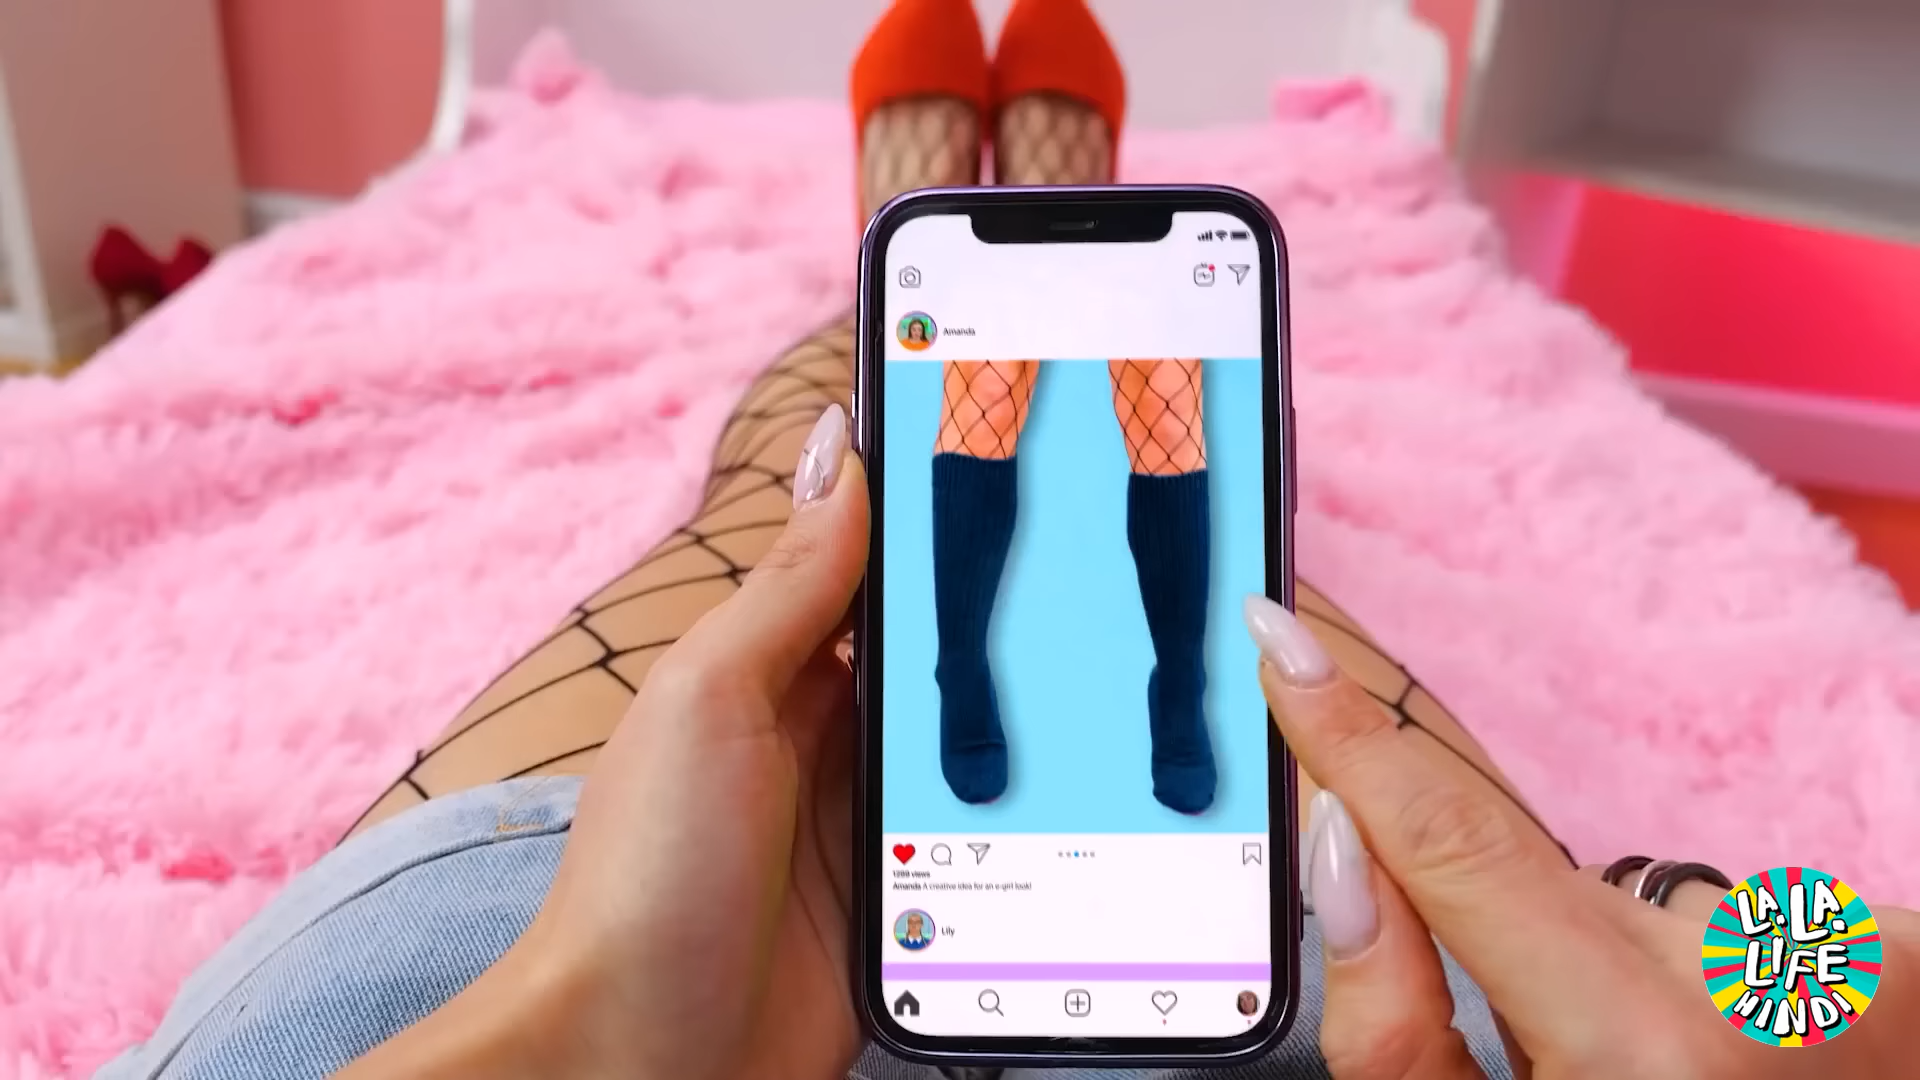 Amanda
1289 views
Amanda A creative idea for an e-girl look!
Lily
LA.LA.
LIFE
HINDI